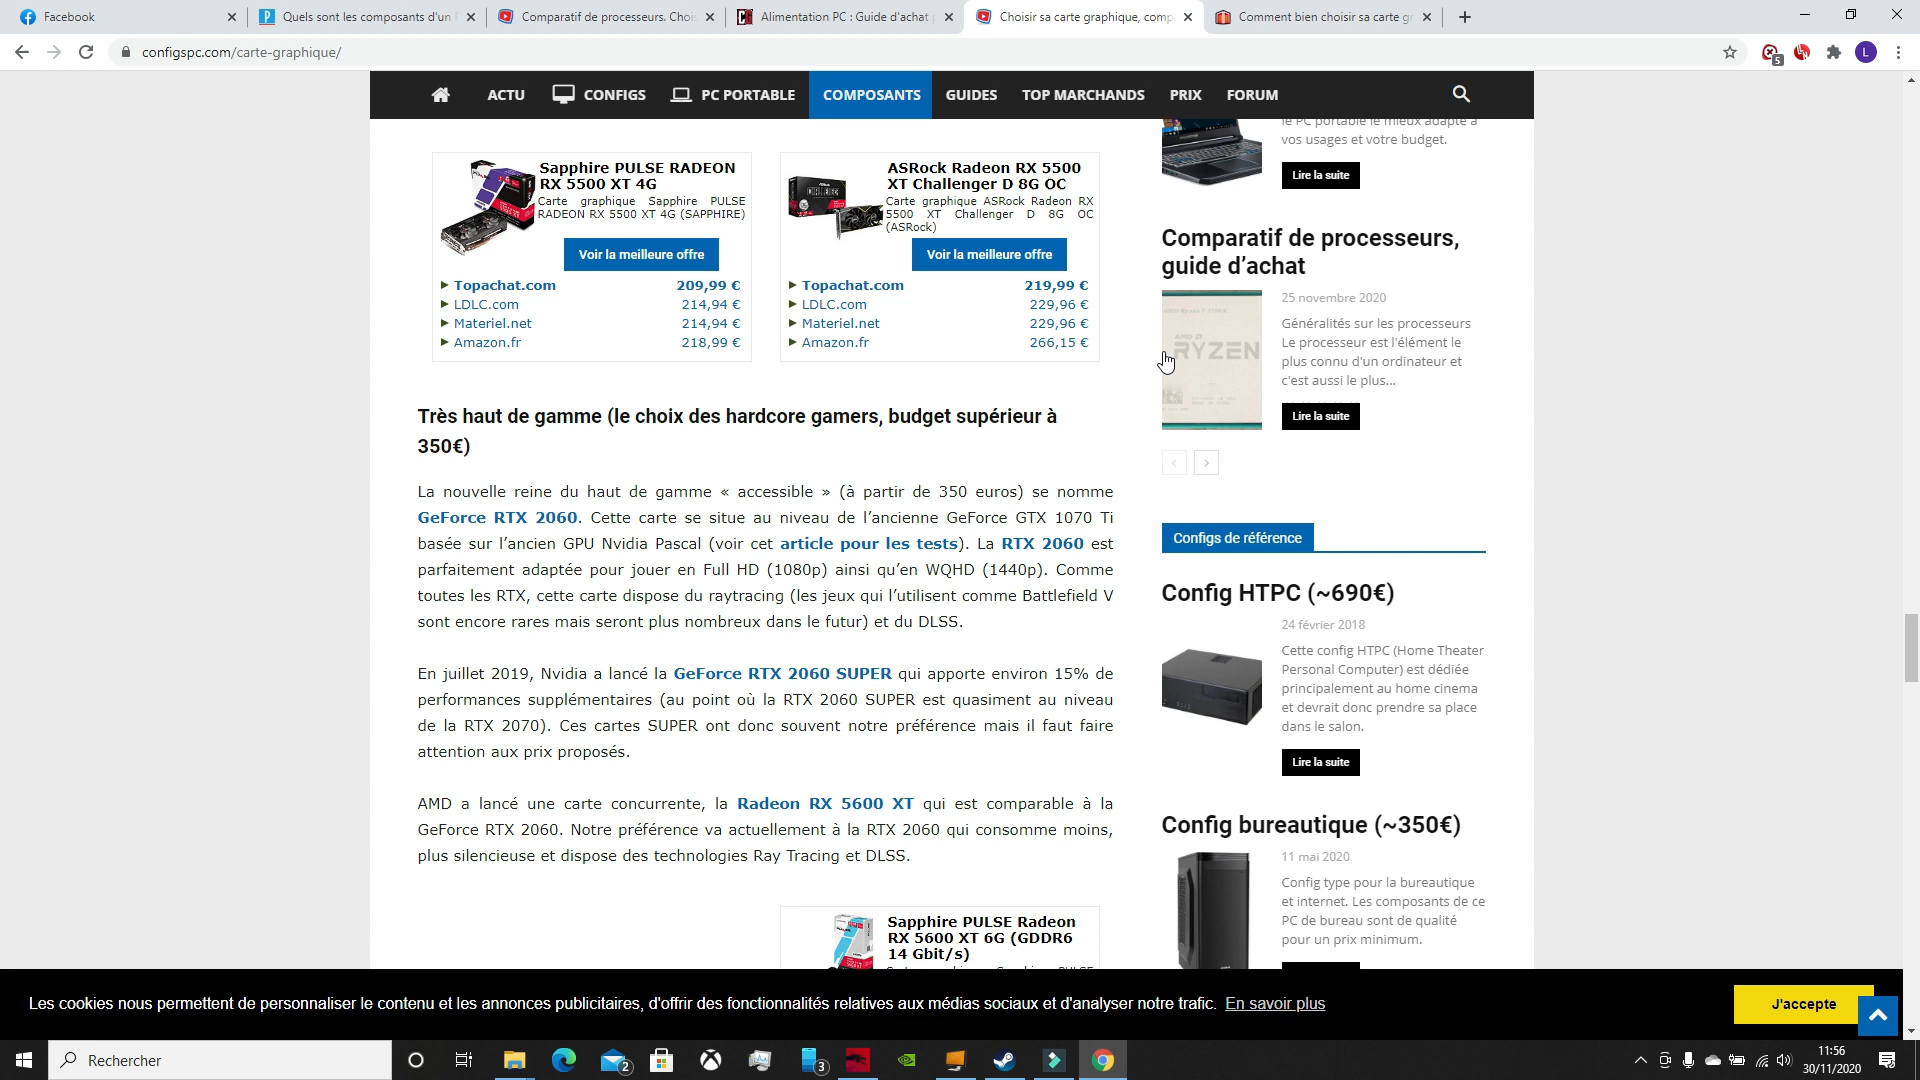 Facebook
Quels sont les composants d'un
Comparatif de processeurs. Choi
Alimentation PC : Guide d'achat
Choisir sa carte graphique, comp
Comment bien choisir sa carte g
configspc.com/carte-graphique/
5
L
ACTU
CONFIGS
PC PORTABLE
COMPOSANTS
GUIDES
TOP MARCHANDS
PRIX
FORUM
Sapphire PULSE RADEON
RX 5500 XT 4G
Carte graphique Sapphire PULSE
RADEON RX 5500 XT 4G (SAPPHIRE)
Voir la meilleure offre
Topachat.com 209,99 €
LDLC.com 214,94 €
Materiel.net 214,94 €
Amazon.fr 218,99 €
ASRock Radeon RX 5500
XT Challenger D 8G OC
Carte graphique ASRock Radeon RX
5500 XT Challenger D 8G OC
(ASRock)
Voir la meilleure offre
Topachat.com 219,99 €
LDLC.com 229,96 €
Materiel.net 229,96 €
Amazon.fr 266,15 €
Très haut de gamme (le choix des hardcore gamers, budget supérieur à
350€)
La nouvelle reine du haut de gamme « accessible » (à partir de 350 euros) se nomme
GeForce RTX 2060. Cette carte se situe au niveau de l’ancienne GeForce GTX 1070 Ti
basée sur l’ancien GPU Nvidia Pascal (voir cet article pour les tests). La RTX 2060 est
parfaitement adaptée pour jouer en Full HD (1080p) ainsi qu’en WQHD (1440p). Comme
toutes les RTX, cette carte dispose du raytracing (les jeux qui l’utilisent comme Battlefield V
sont encore rares mais seront plus nombreux dans le futur) et du DLSS.
En juillet 2019, Nvidia a lancé la GeForce RTX 2060 SUPER qui apporte environ 15% de
performances supplémentaires (au point où la RTX 2060 SUPER est quasiment au niveau
de la RTX 2070). Ces cartes SUPER ont donc souvent notre préférence mais il faut faire
attention aux prix proposés.
AMD a lancé une carte concurrente, la Radeon RX 5600 XT qui est comparable à la
GeForce RTX 2060. Notre préférence va actuellement à la RTX 2060 qui consomme moins,
plus silencieuse et dispose des technologies Ray Tracing et DLSS.
Sapphire PULSE Radeon
RX 5600 XT 6G (GDDR6
14 Gbit/s)
le PC portable le mieux adapté à
vos usages et votre budget.
Lire la suite
Comparatif de processeurs,
guide d’achat
AMD
RYZEN
25 novembre 2020
Généralités sur les processeurs
Le processeur est l'élément le
plus connu d'un ordinateur et
c'est aussi le plus...
Lire la suite
Configs de référence
Config HTPC (~690€)
24 février 2018
Cette config HTPC (Home Theater
Personal Computer) est dédiée
principalement au home cinema
et devrait donc prendre sa place
dans le salon.
Lire la suite
Config bureautique (~350€)
11 mai 2020
Config type pour la bureautique
et internet. Les composants de ce
PC de bureau sont de qualité
pour un prix minimum.
Les cookies nous permettent de personnaliser le contenu et les annonces publicitaires, d'offrir des fonctionnalités relatives aux médias sociaux et d'analyser notre trafic. En savoir plus
J'accepte
Rechercher
2
3
11:56
30/11/2020